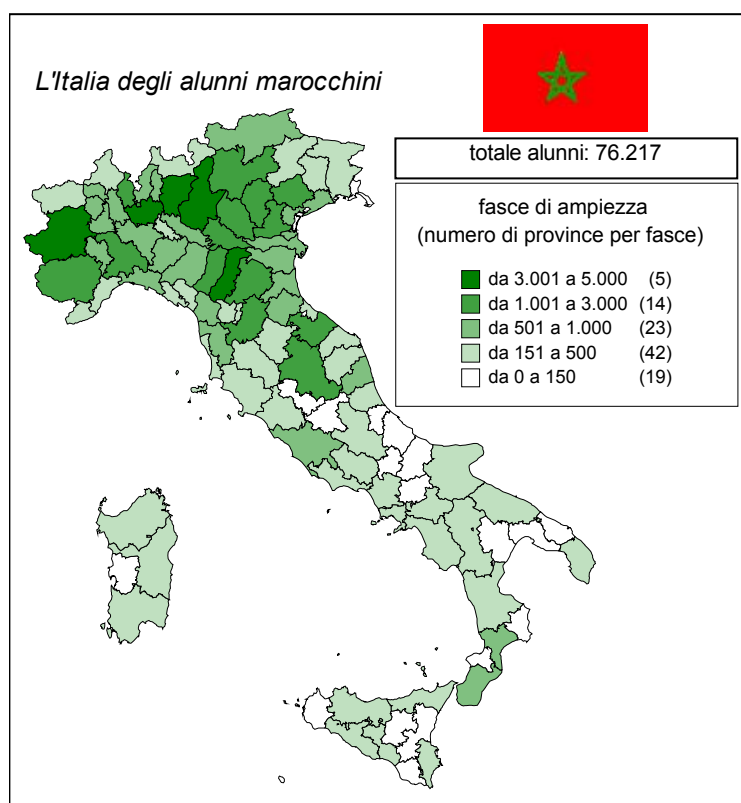 L'Italia degli alunni marocchini
totale alunni: 76.217
fasce di ampiezza
(numero di province per fasce)
da 3.001 a 5.000 (5)
da 1.001 a 3.000 (14)
da 501 a 1.000 (23)
da 151 a 500 (42)
da 0 a 150 (19)